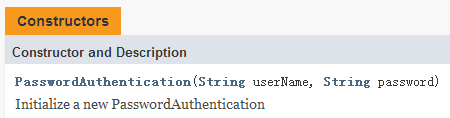 Constructors
Constructor and Description
PasswordAuthentication(String userName, String password)
Initialize a new PasswordAuthentication